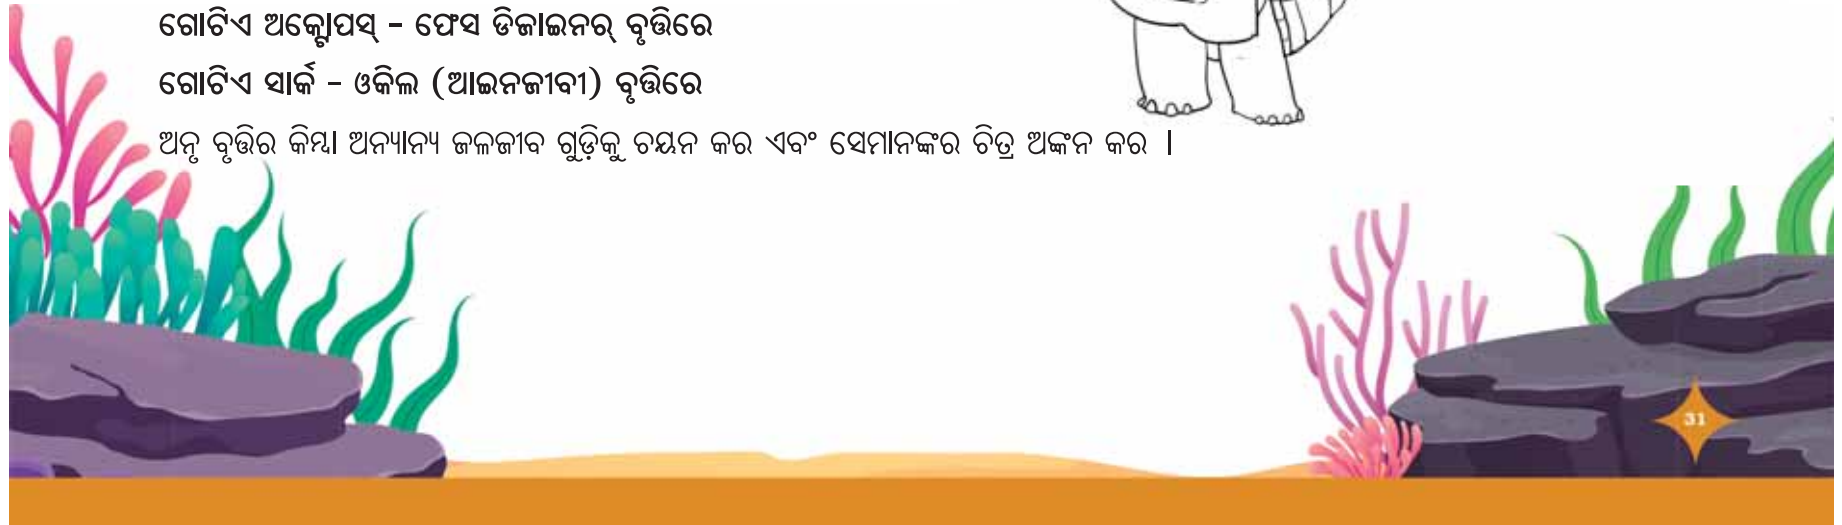 ଗୋଟିଏ ଅକ୍ଟୋପସ୍ – ଫେସ ଡିଜାଇନର୍ ବୃତ୍ତିରେ
ଗୋଟିଏ ସାର୍କ – ଓକିଲ (ଆଇନଜୀବୀ) ବୃତ୍ତିରେ
ଅନୃ ବୃତ୍ତିର କିମ୍ୱା ଅନ୍ୟାନ୍ୟ ଜଳଜୀବ ଗୁଡ଼ିକୁ ଚୟନ କର ଏବଂ ସେମାନଙ୍କର ଚିତ୍ର ଅଙ୍କନ କର ।
31